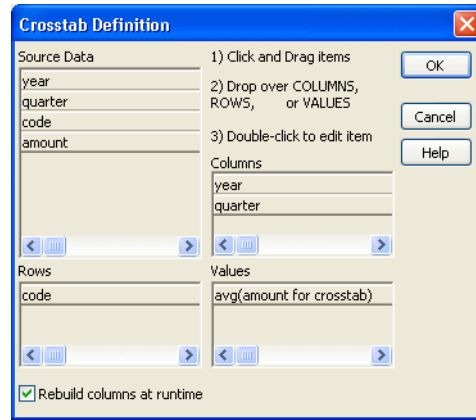 Crosstab Definition
Source Data
year
quarter
code
amount
1) Click and Drag items
2) Drop over COLUMNS,
ROWS, or VALUES
3) Double-click to edit item
Columns
year
quarter
OK
Cancel
Help
Rows
code
Values
avg(amount for crosstab)
Rebuild columns at runtime